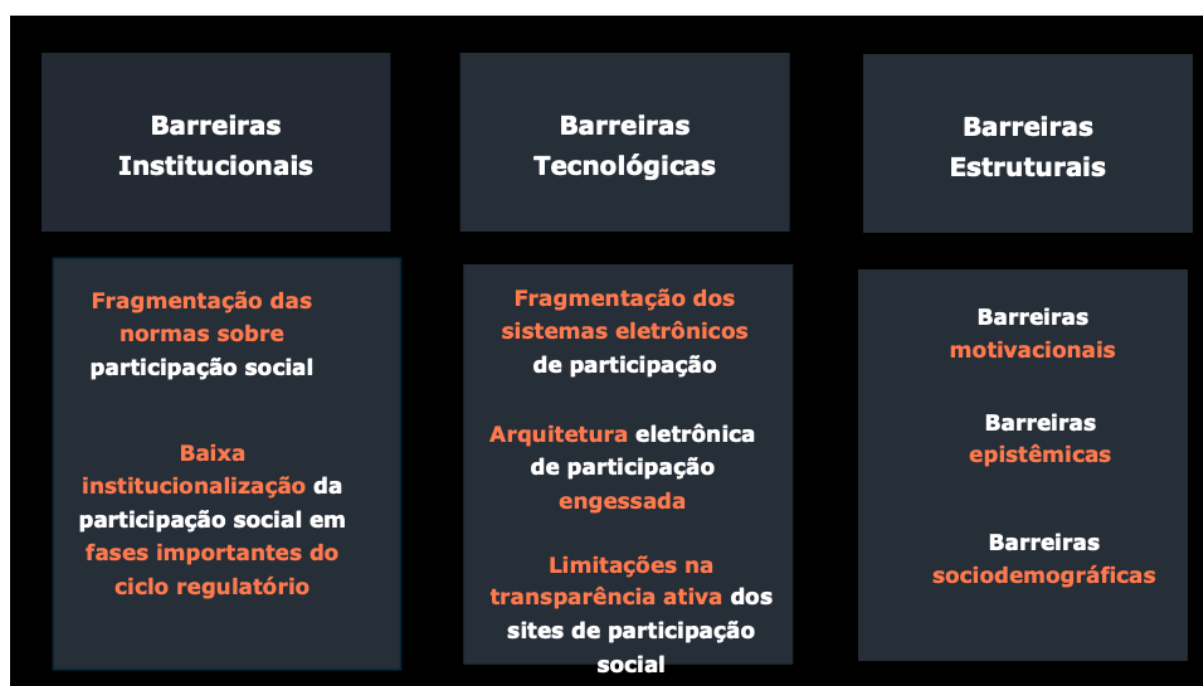 Barreiras
Institucionais
Barreiras
Tecnológicas
Barreiras
Estruturais
Fragmentação das
normas sobre
participação social
Baixa
institucionalização da
participação social em
fases importantes do
ciclo regulatório
Fragmentação dos
sistemas eletrônicos
de participação
Arquitetura eletrônica
de participação
engessada
Limitações na
transparência ativa dos
sites de participação
social
Barreiras
motivacionais
Barreiras
epistêmicas
Barreiras
sociodemográficas